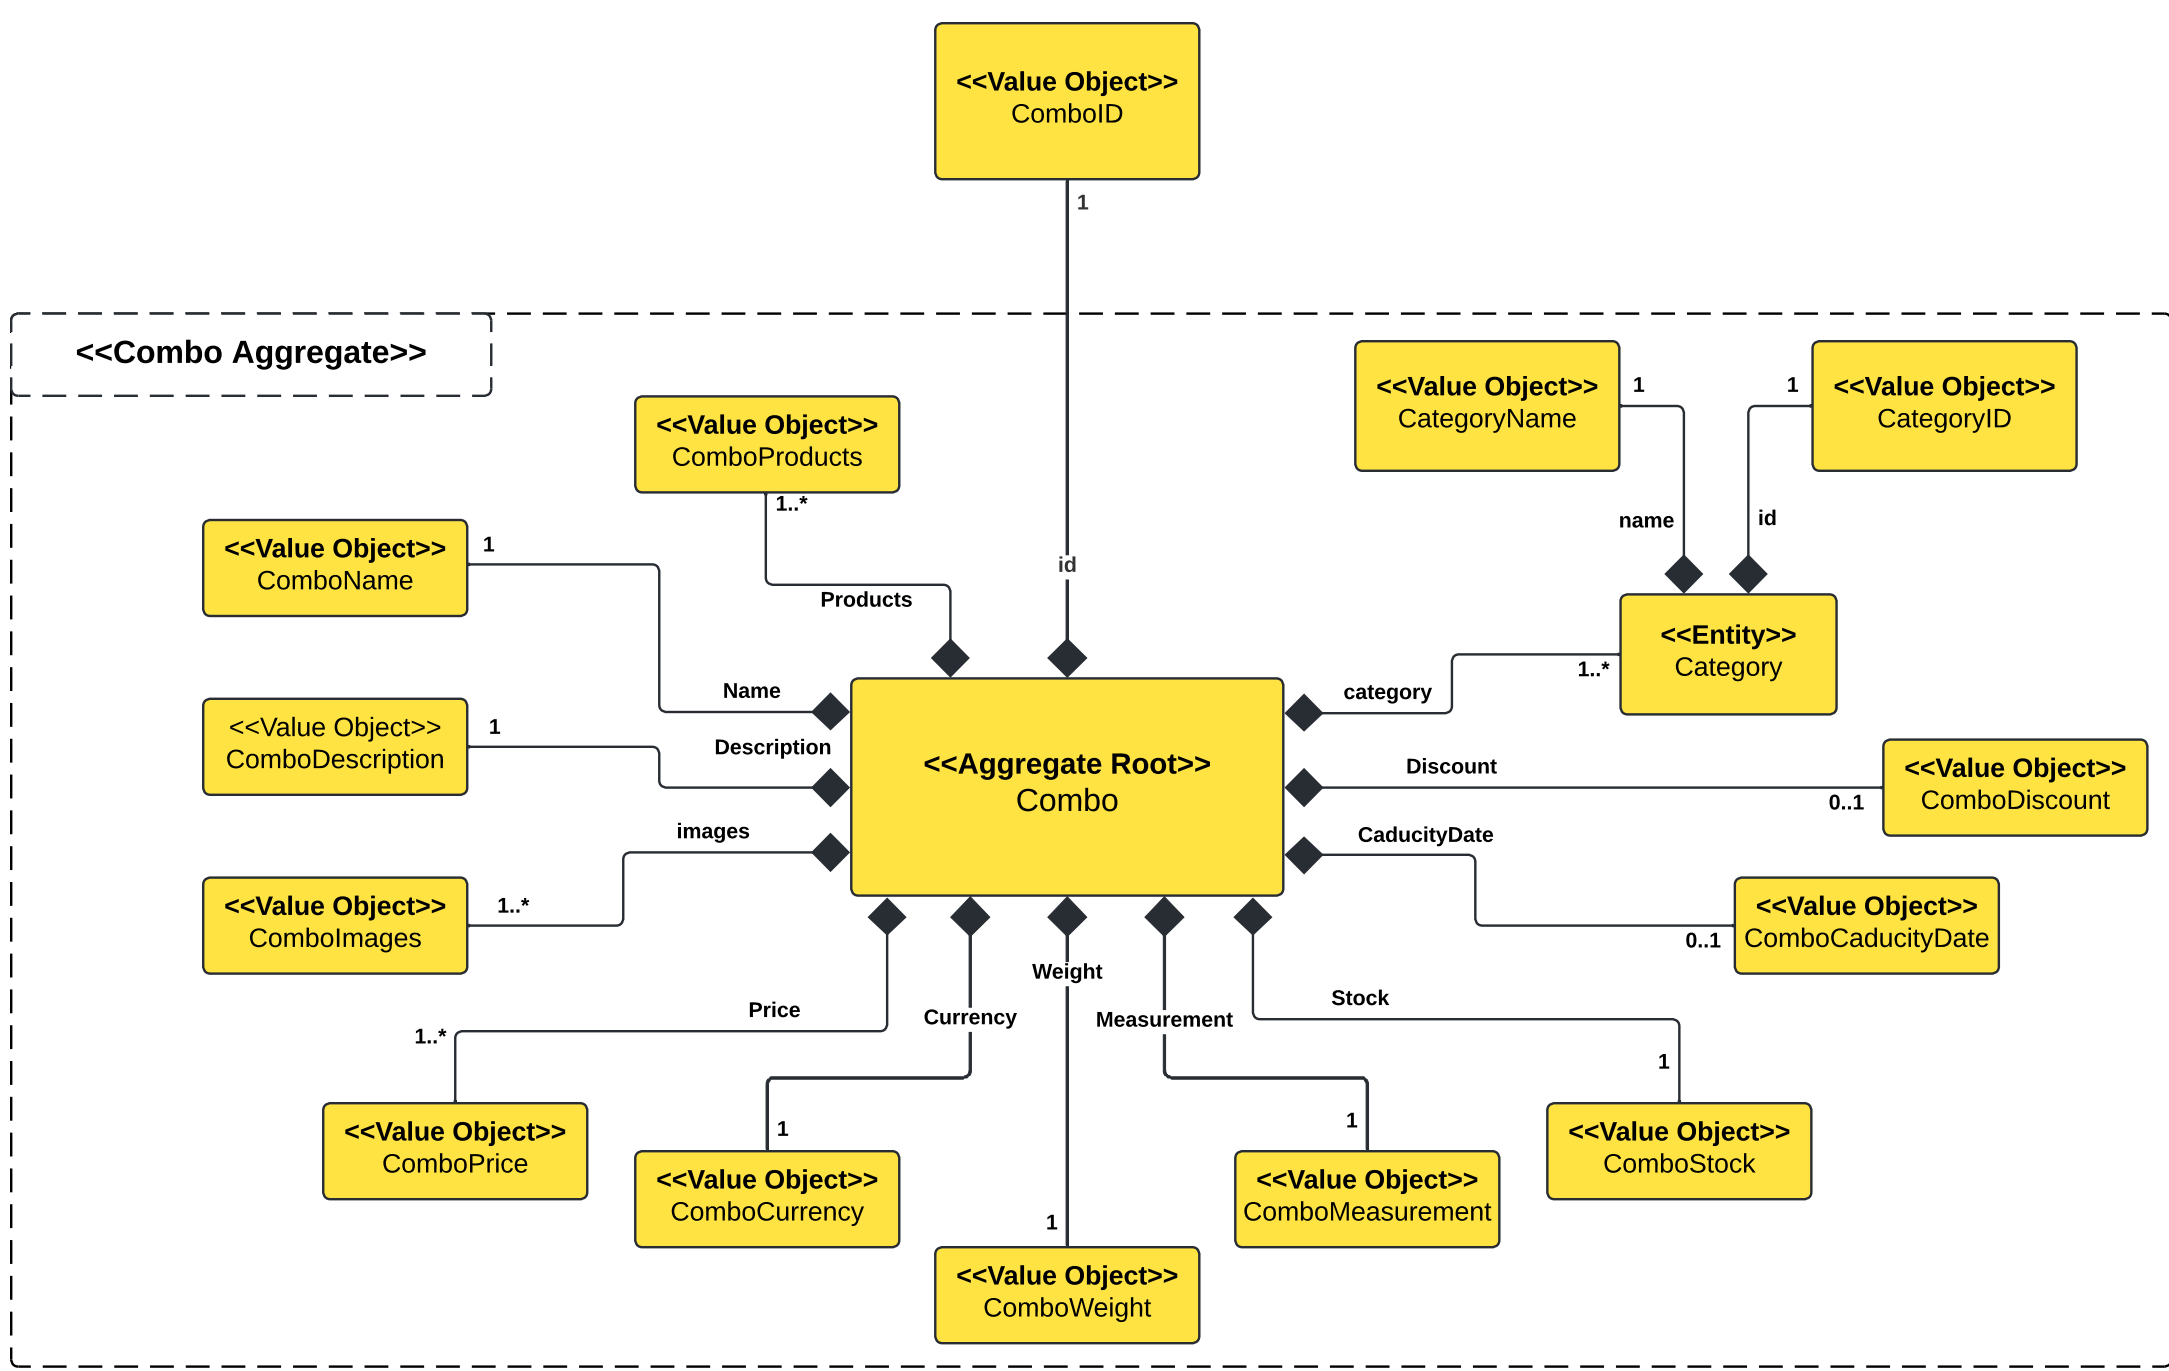 <<Value Object>>
ComboID
1
<<Combo Aggregate>>
<<Value Object>>
CategoryName
1
1
<<Value Object>>
CategoryID
<<Value Object>>
ComboProducts
1..*
<<Value Object>>
ComboName
1
name
id
id
Products
<<Entity>>
Category
1..*
Name
category
<<Value Object>>
ComboDescription
1
Description
<<Aggregate Root>>
Combo
Discount
0..1
<<Value Object>>
ComboDiscount
images
CaducityDate
<<Value Object>>
ComboImages
1..*
0..1
<<Value Object>>
ComboCaducityDate
Weight
Price
Currency
Measurement
Stock
1..*
1
1
1
<<Value Object>>
ComboPrice
<<Value Object>>
ComboStock
<<Value Object>>
ComboCurrency
<<Value Object>>
ComboMeasurement
1
<<Value Object>>
ComboWeight